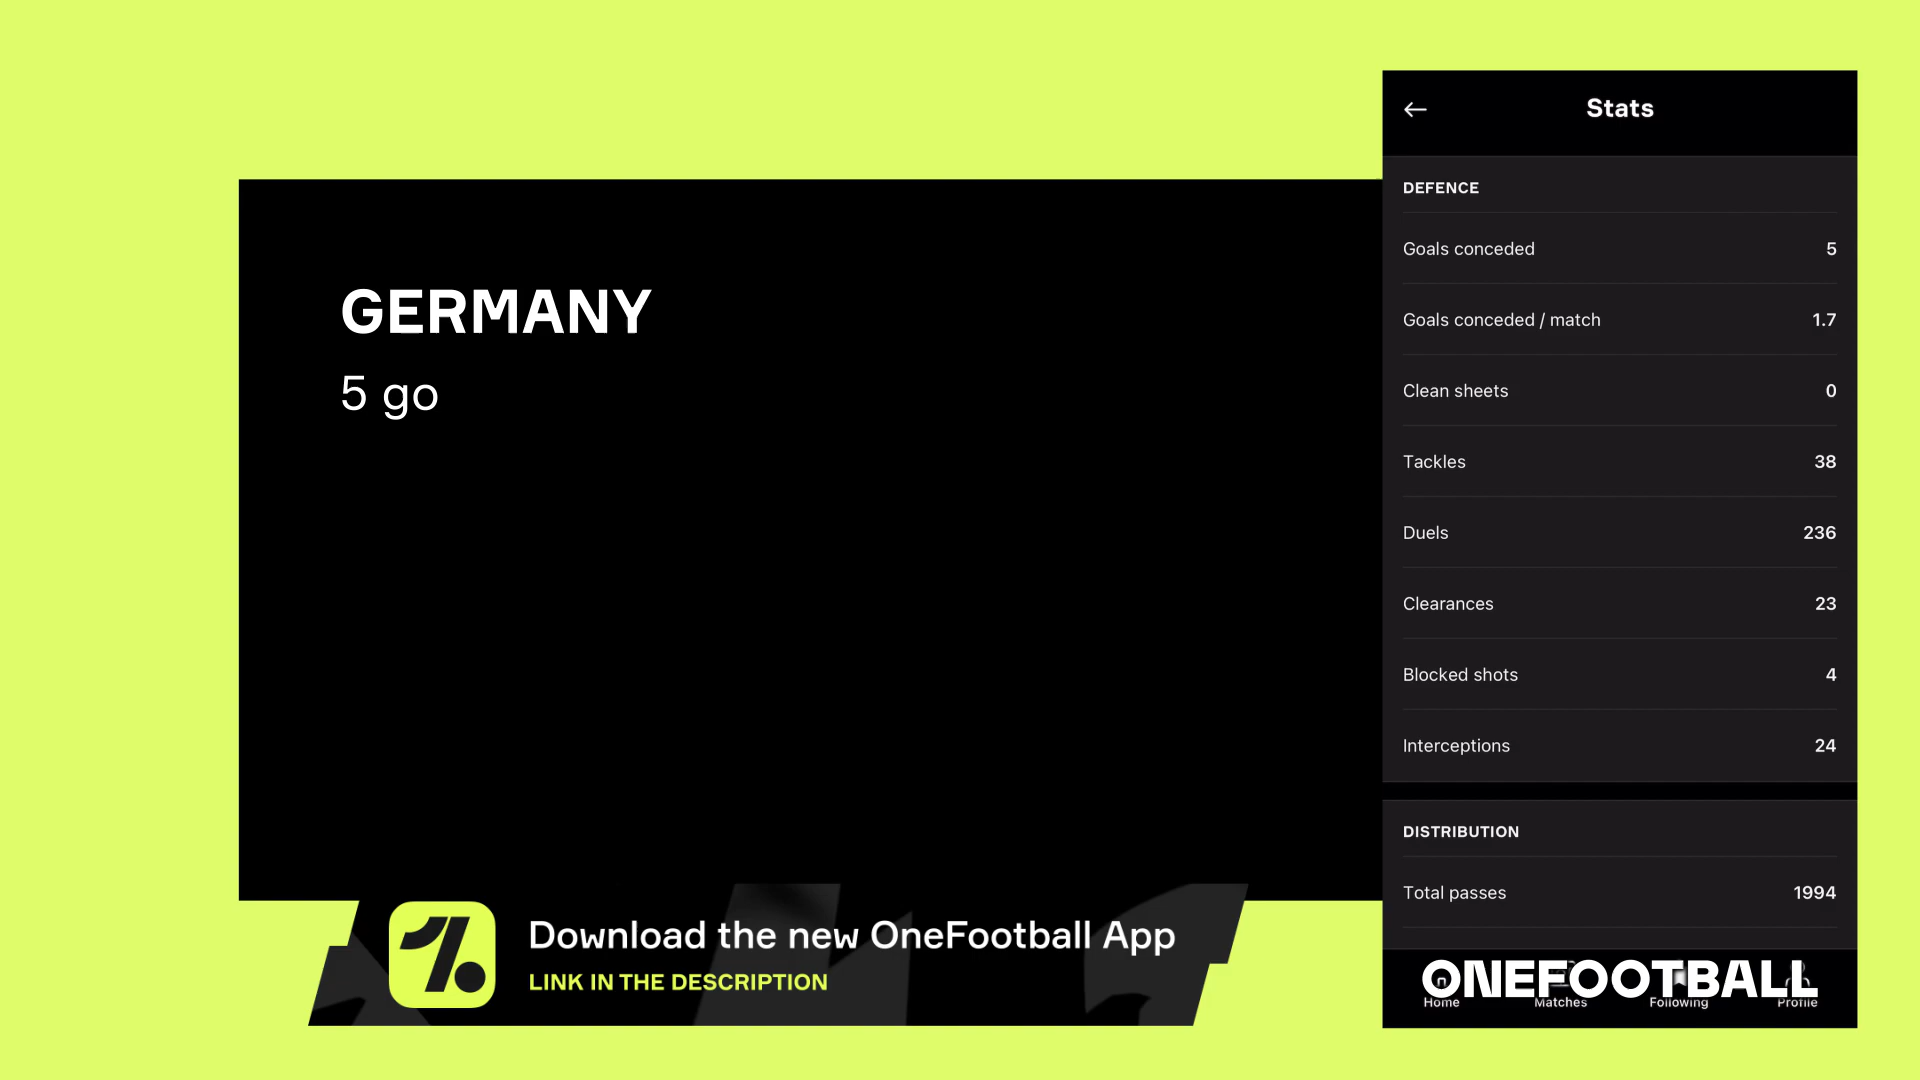 GERMANY
5 go
Stats
DEFENCE
Goals conceded 5
Goals conceded / match 1.7
Clean sheets 0
Tackles 38
Duels 236
Clearances 23
Blocked shots 4
Interceptions 24
DISTRIBUTION
Total passes 1994
Download the new OneFootball App
LINK IN THE DESCRIPTION
ONEFOOTBALL
Home Matches Following Profile